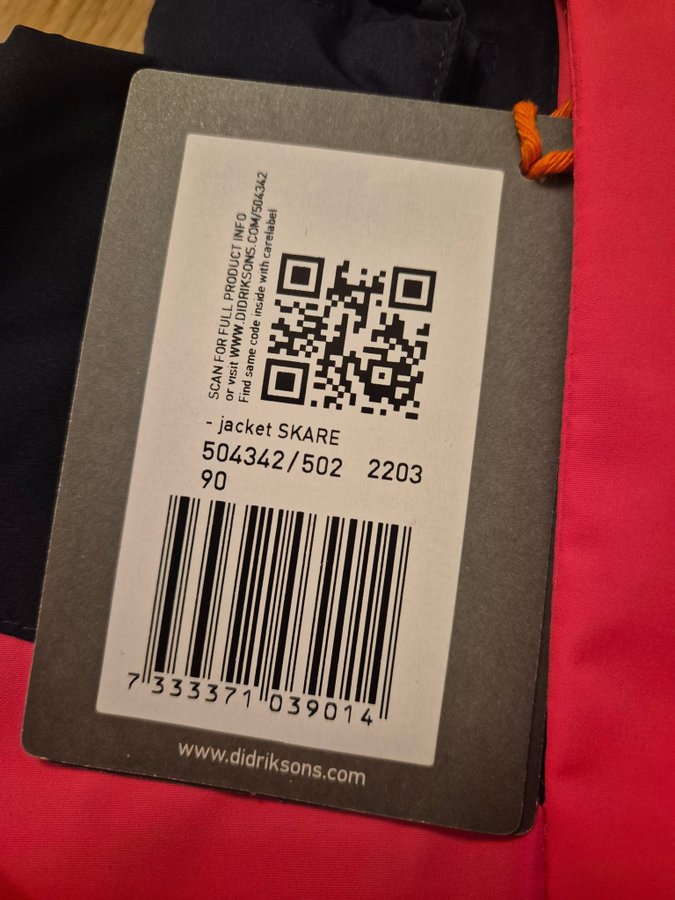 SCAN FOR FULL PRODUCT INFO
or visit WWW.DIDRIKSONS.COM/504342
Find same code inside with carelabel
- jacket SKARE
504342/502 2203
90
7 333371 039014
www.didriksons.com